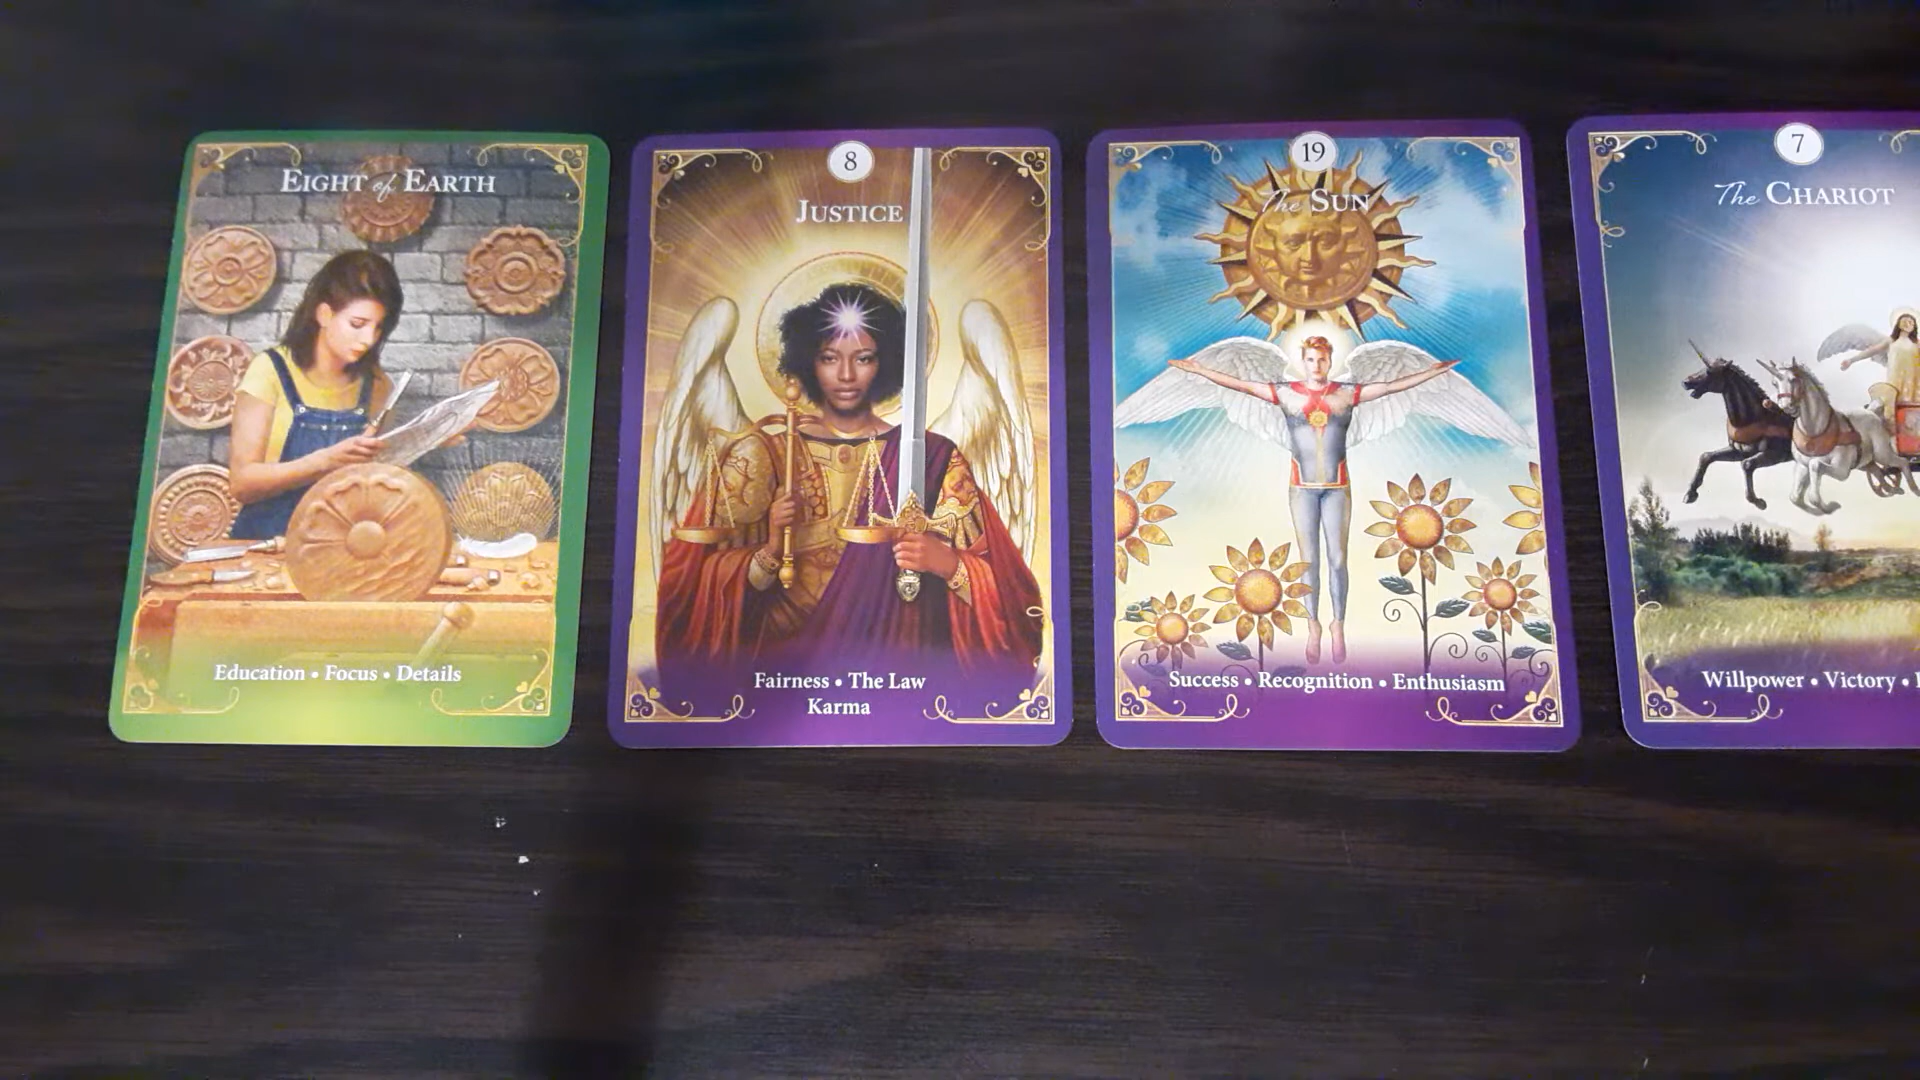 EIGHT of EARTH
Education • Focus • Details
8
JUSTICE
Fairness • The Law
Karma
19
The SUN
Success • Recognition • Enthusiasm
7
The CHARIOT
Willpower • Victory •